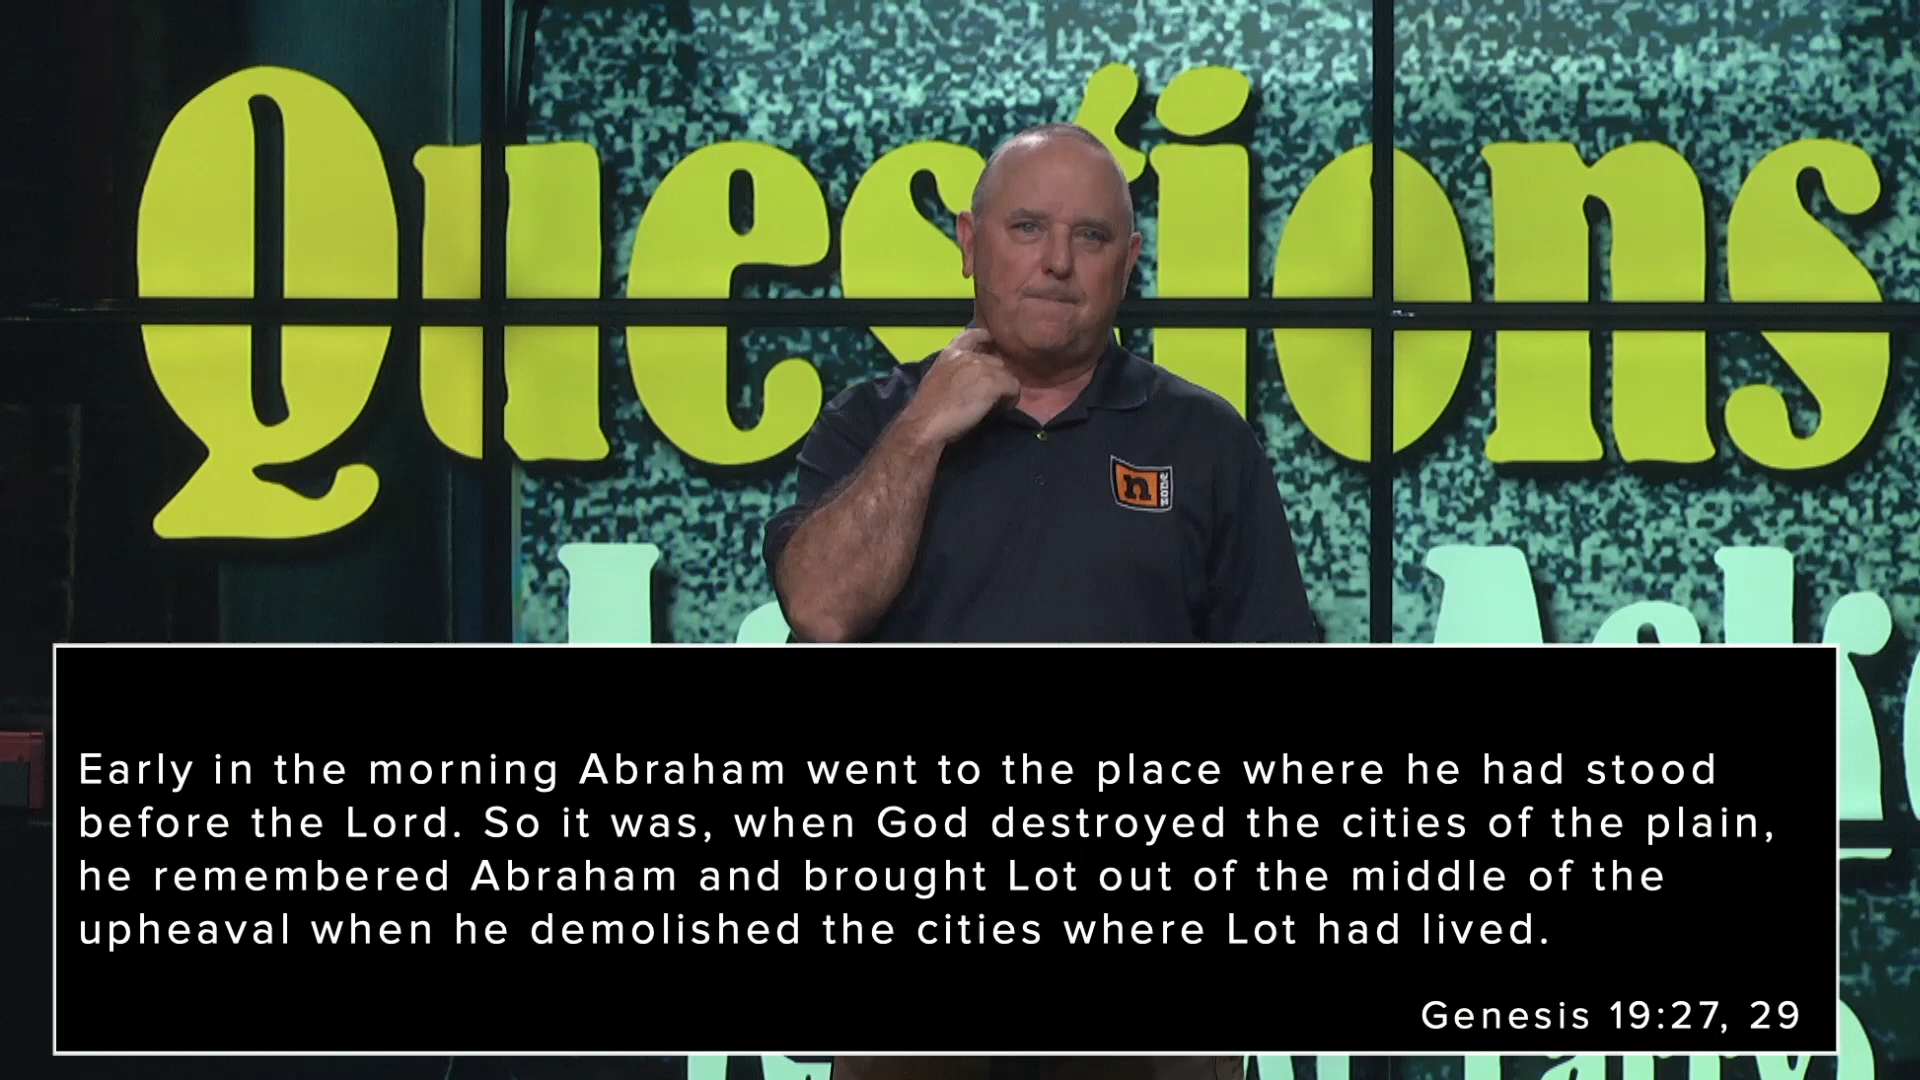 Questions
n
Early in the morning Abraham went to the place where he had stood
before the Lord. So it was, when God destroyed the cities of the plain,
he remembered Abraham and brought Lot out of the middle of the
upheaval when he demolished the cities where Lot had lived.
Genesis 19:27, 29